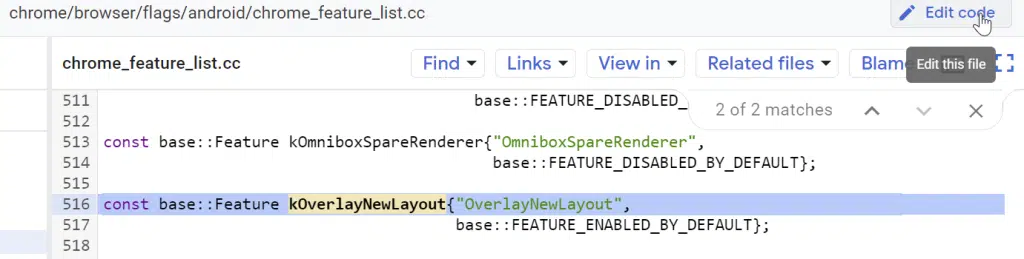 chrome/browser/flags/android/chrome_feature_list.cc
Edit code
chrome_feature_list.cc
Find
Links
View in
Related files
Blam
Edit this file
511 base::FEATURE_DISABLED_
2 of 2 matches
512
513 const base::Feature kOmniboxSpareRenderer{"OmniboxSpareRenderer",
514 base::FEATURE_DISABLED_BY_DEFAULT};
515
516 const base::Feature kOverlayNewLayout{"OverlayNewLayout",
517 base::FEATURE_ENABLED_BY_DEFAULT};
518